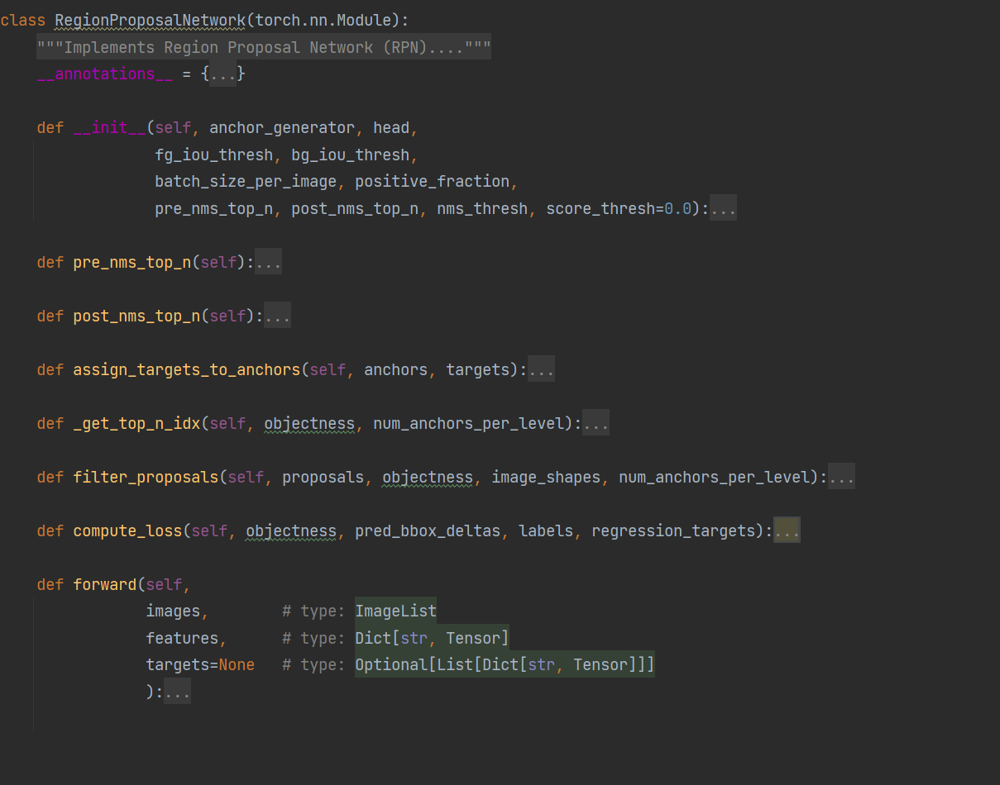 class RegionProposalNetwork(torch.nn.Module):
    """Implements Region Proposal Network (RPN)...."""
    __annotations__ = {...}

    def __init__(self, anchor_generator, head,
                 fg_iou_thresh, bg_iou_thresh,
                 batch_size_per_image, positive_fraction,
                 pre_nms_top_n, post_nms_top_n, nms_thresh, score_thresh=0.0):...

    def pre_nms_top_n(self):...

    def post_nms_top_n(self):...

    def assign_targets_to_anchors(self, anchors, targets):...

    def _get_top_n_idx(self, objectness, num_anchors_per_level):...

    def filter_proposals(self, proposals, objectness, image_shapes, num_anchors_per_level):...

    def compute_loss(self, objectness, pred_bbox_deltas, labels, regression_targets):...

    def forward(self,
                images,        # type: ImageList
                features,      # type: Dict[str, Tensor]
                targets=None   # type: Optional[List[Dict[str, Tensor]]]
                ):...